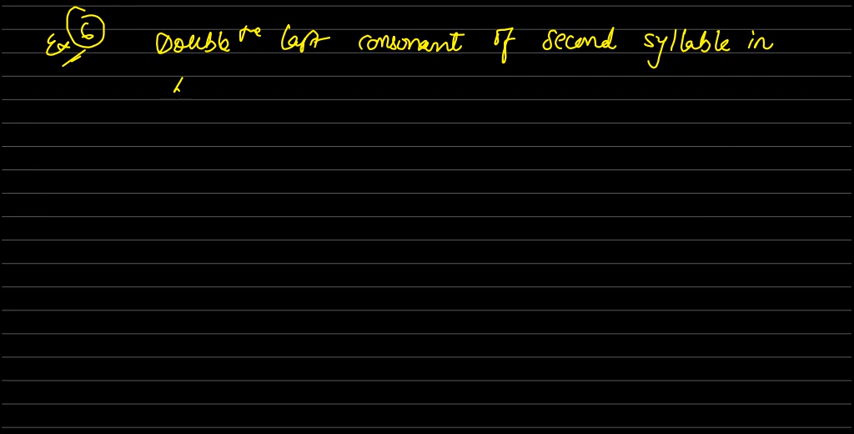 Ex 6 Double the last consonant of second syllable in